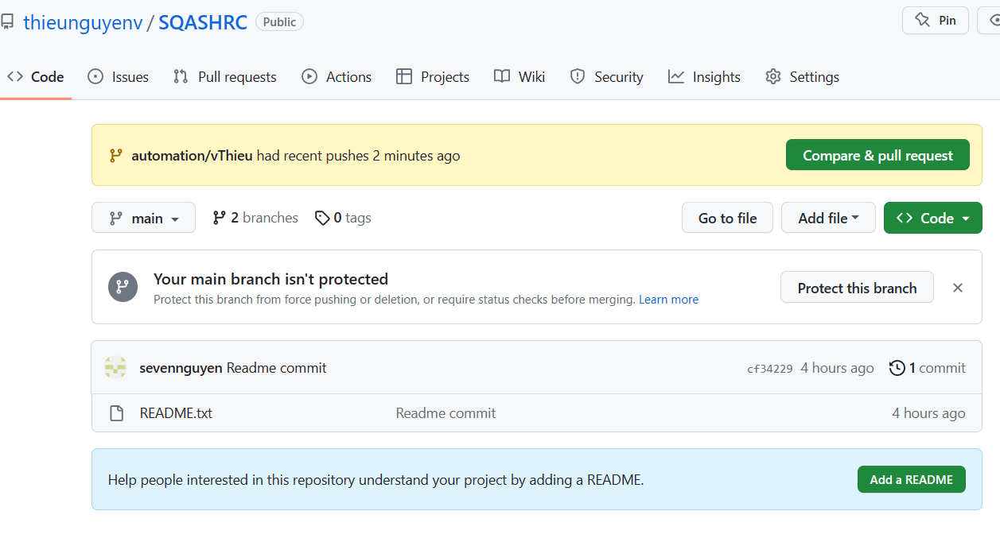 thieunguyenv / SQASHRC Public Pin
Code Issues Pull requests Actions Projects Wiki Security Insights Settings
automation/vThieu had recent pushes 2 minutes ago Compare & pull request
main 2 branches 0 tags Go to file Add file Code
Your main branch isn't protected
Protect this branch from force pushing or deletion, or require status checks before merging. Learn more Protect this branch
sevennguyen Readme commit cf34229 4 hours ago 1 commit
README.txt Readme commit 4 hours ago
Help people interested in this repository understand your project by adding a README. Add a README